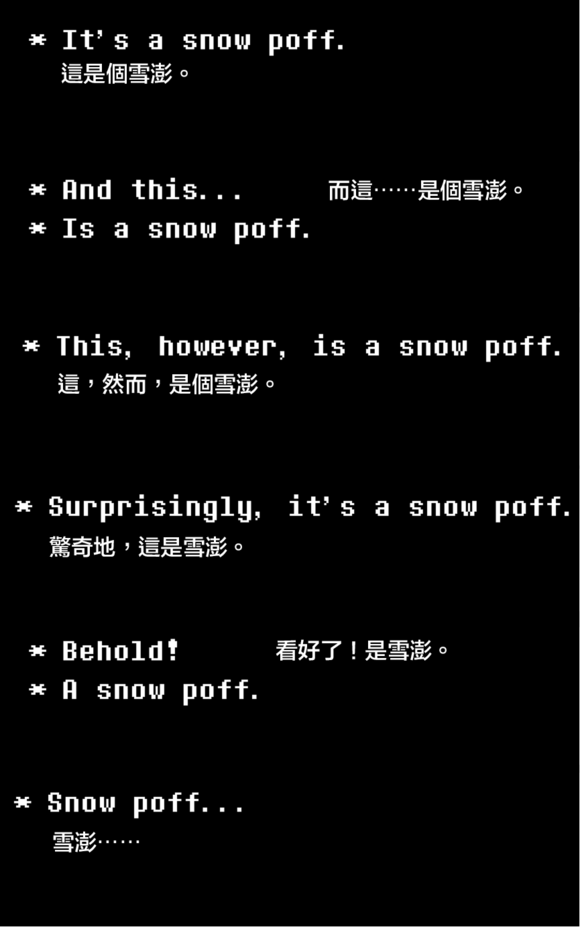 * It's a snow poff.
這是個雪澎。
* And this...
而這……是個雪澎。
* Is a snow poff.
* This, however, is a snow poff.
這，然而，是個雪澎。
* Surprisingly, it's a snow poff.
驚奇地，這是雪澎。
* Behold!
看好了！是雪澎。
* A snow poff.
* Snow poff...
雪澎……